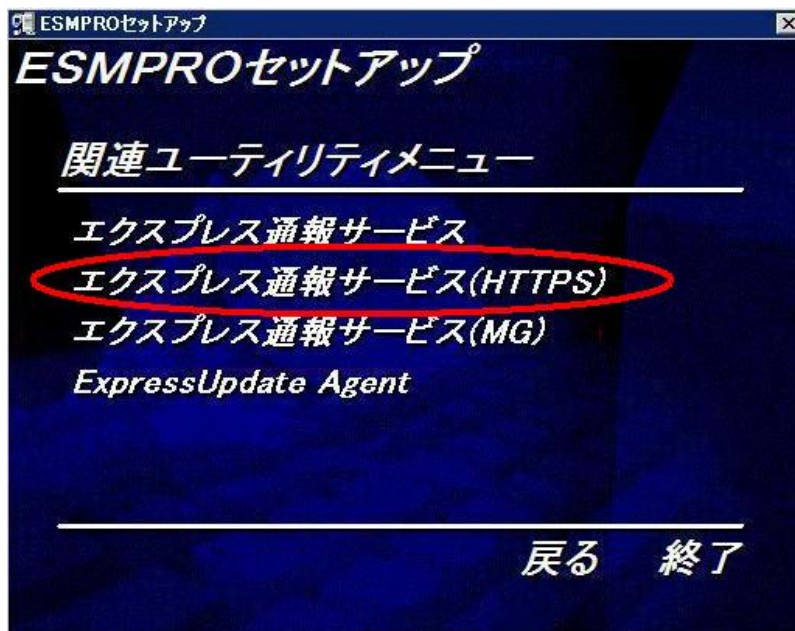 ESMPROセットアップ
ESMPROセットアップ
関連ユーティリティメニュー
エクスプレス通報サービス
エクスプレス通報サービス(HTTPS)
エクスプレス通報サービス(MG)
ExpressUpdate Agent
戻る 終了